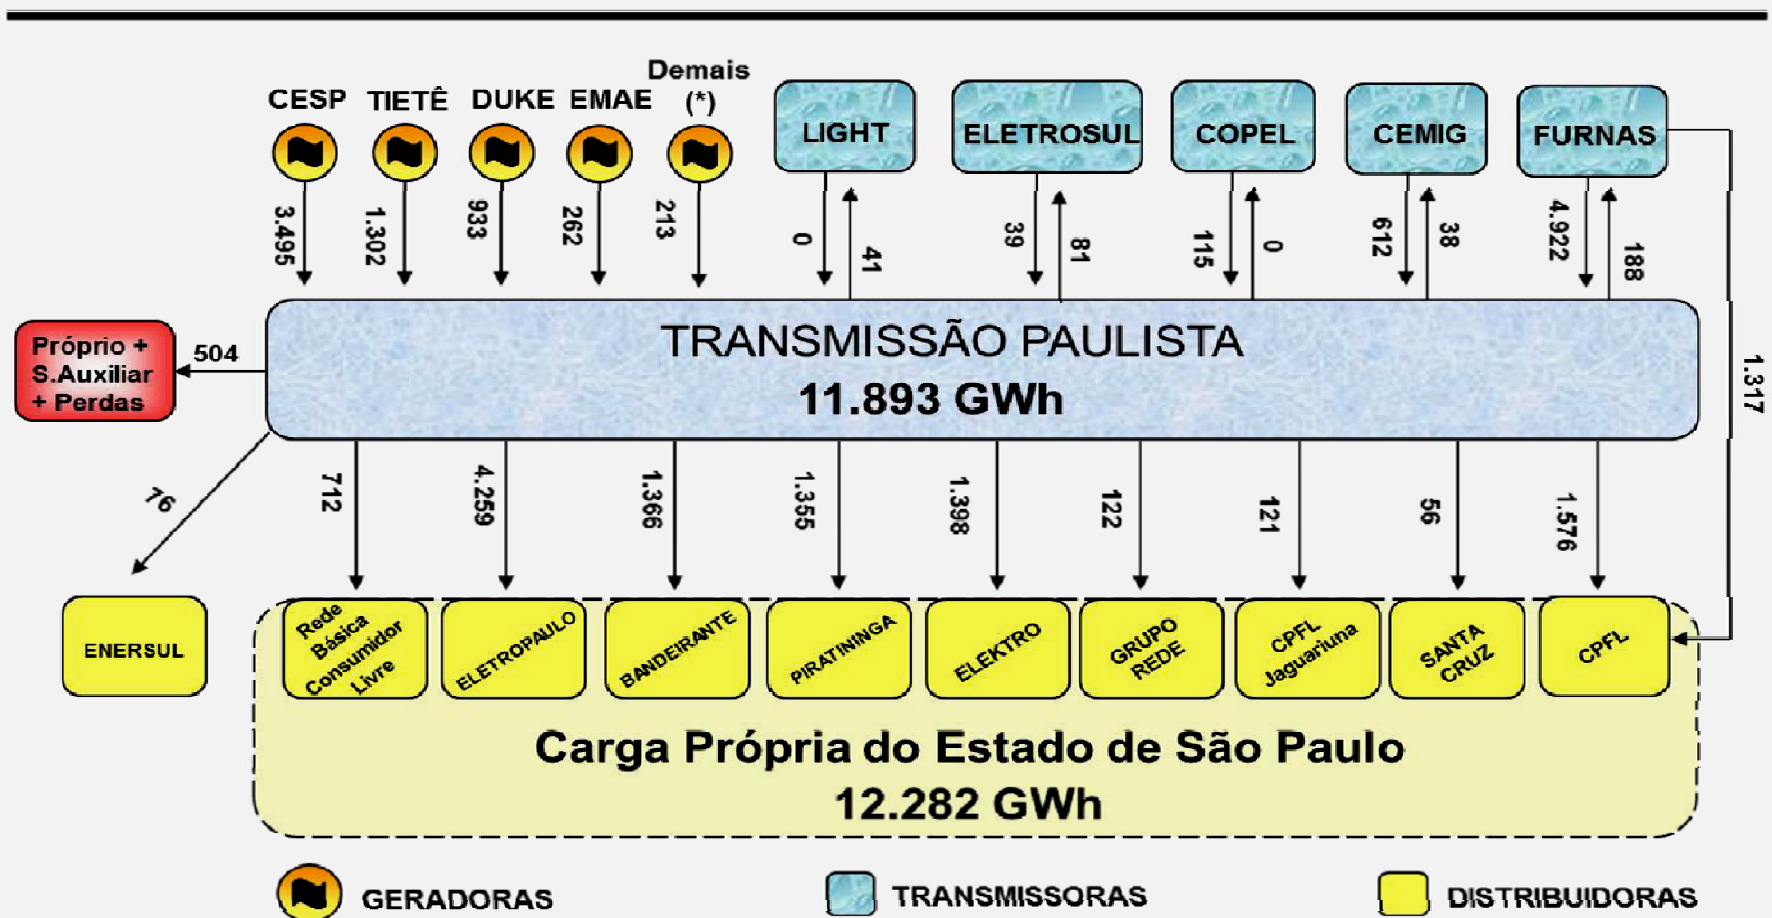 Demais
CESP TIETÊ DUKE EMAE (*)
LIGHT ELETROSUL COPEL CEMIG FURNAS
3.495 1.302 933 262 213 0 41 39 81 115 0 612 38 4.922 188
TRANSMISSÃO PAULISTA
11.893 GWh
Próprio +
S.Auxiliar
+ Perdas
504
1.317
76
712 4.259 1.366 1.355 1.398 122 121 56 1.576
ENERSUL
Rede
Básica
Consumidor
Livre
ELETROPAULO
BANDEIRANTE
PIRATININGA
ELEKTRO
GRUPO
REDE
CPFL
Jaguariuna
SANTA
CRUZ
CPFL
Carga Própria do Estado de São Paulo
12.282 GWh
GERADORAS TRANSMISSORAS DISTRIBUIDORAS